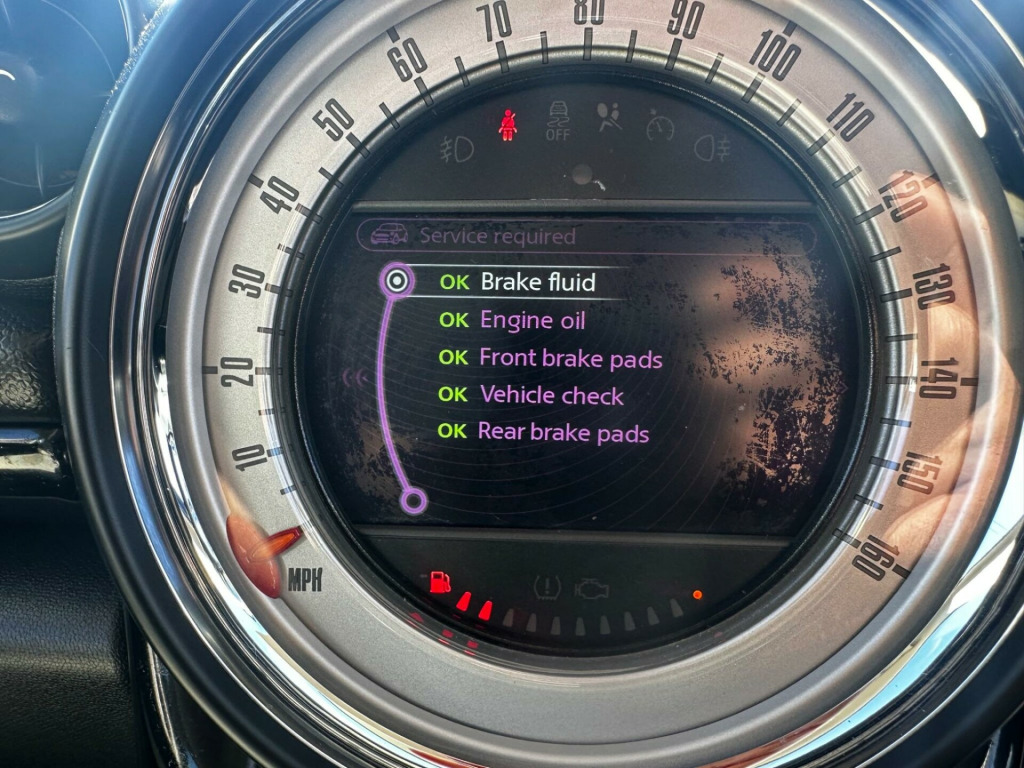 10
20
30
40
50
60
70
80
90
100
110
120
130
140
150
160
MPH
OFF
Service required
OK Brake fluid
OK Engine oil
OK Front brake pads
OK Vehicle check
OK Rear brake pads